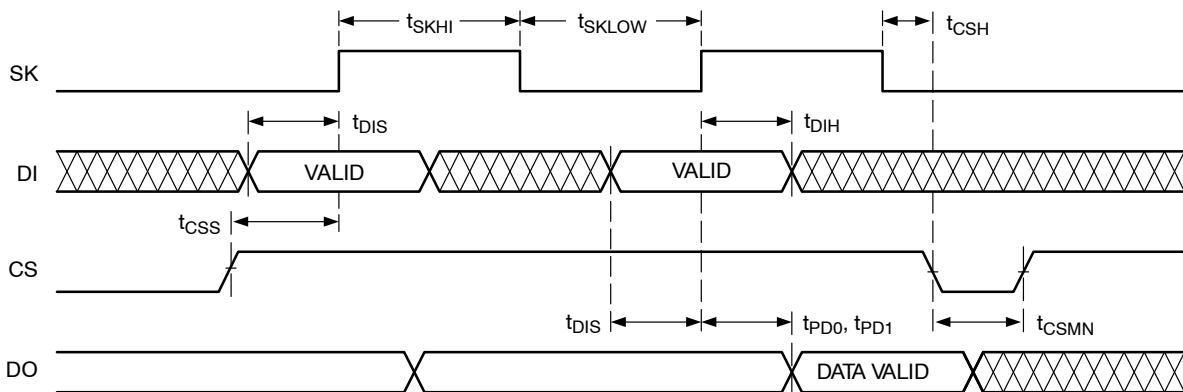 tSKHI
tSKLOW
tCSH
SK
tDIS
tDIH
DI
VALID
VALID
tCSS
CS
tDIS
tPD0, tPD1
tCSMN
DO
DATA VALID